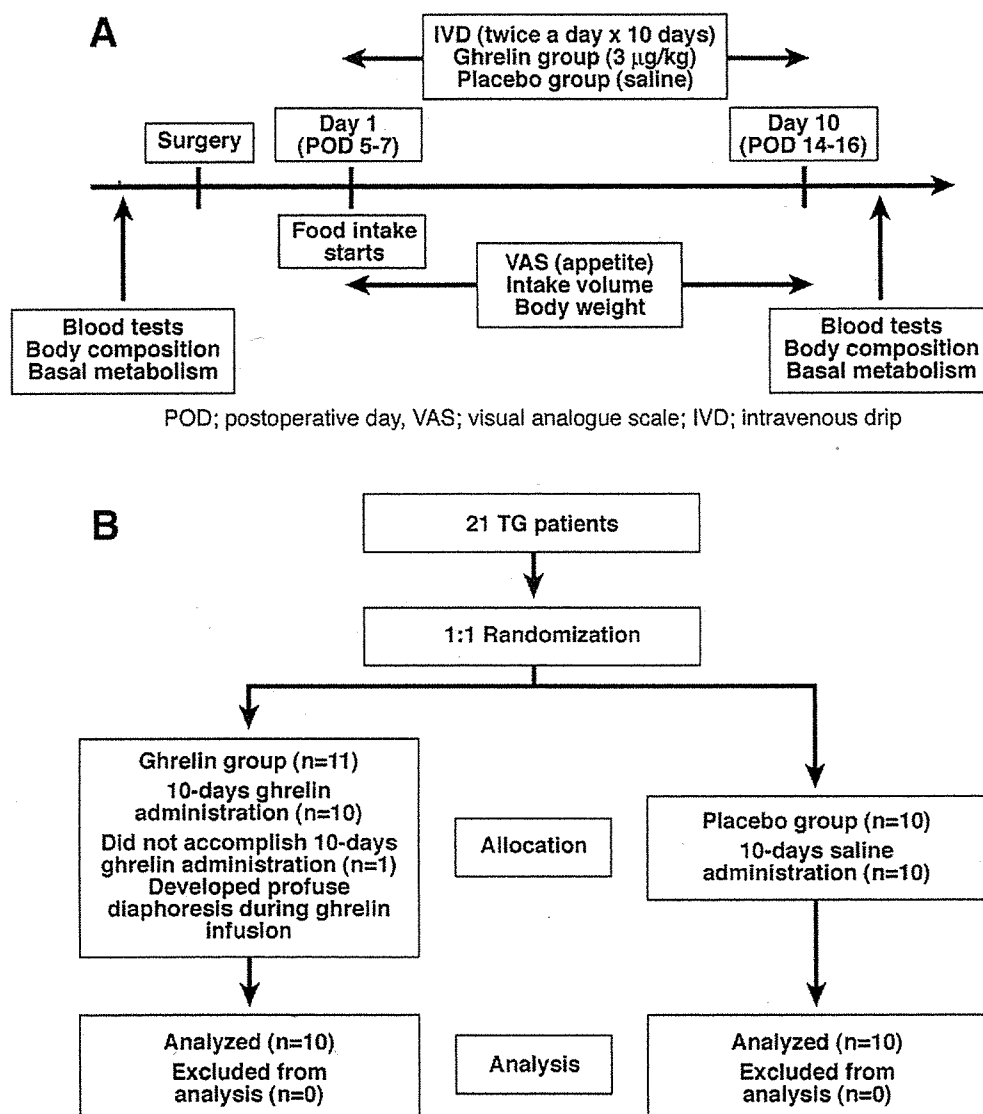 A
IVD (twice a day x 10 days)
Ghrelin group (3 μg/kg)
Placebo group (saline)
Surgery
Day 1
(POD 5-7)
Day 10
(POD 14-16)
Food intake
starts
VAS (appetite)
Intake volume
Body weight
Blood tests
Body composition
Basal metabolism
Blood tests
Body composition
Basal metabolism
POD; postoperative day, VAS; visual analogue scale; IVD; intravenous drip
B
21 TG patients
1:1 Randomization
Ghrelin group (n=11)
10-days ghrelin
administration (n=10)
Did not accomplish 10-days
ghrelin administration (n=1)
Developed profuse
diaphoresis during ghrelin
infusion
Allocation
Placebo group (n=10)
10-days saline
administration (n=10)
Analyzed (n=10)
Excluded from
analysis (n=0)
Analysis
Analyzed (n=10)
Excluded from
analysis (n=0)